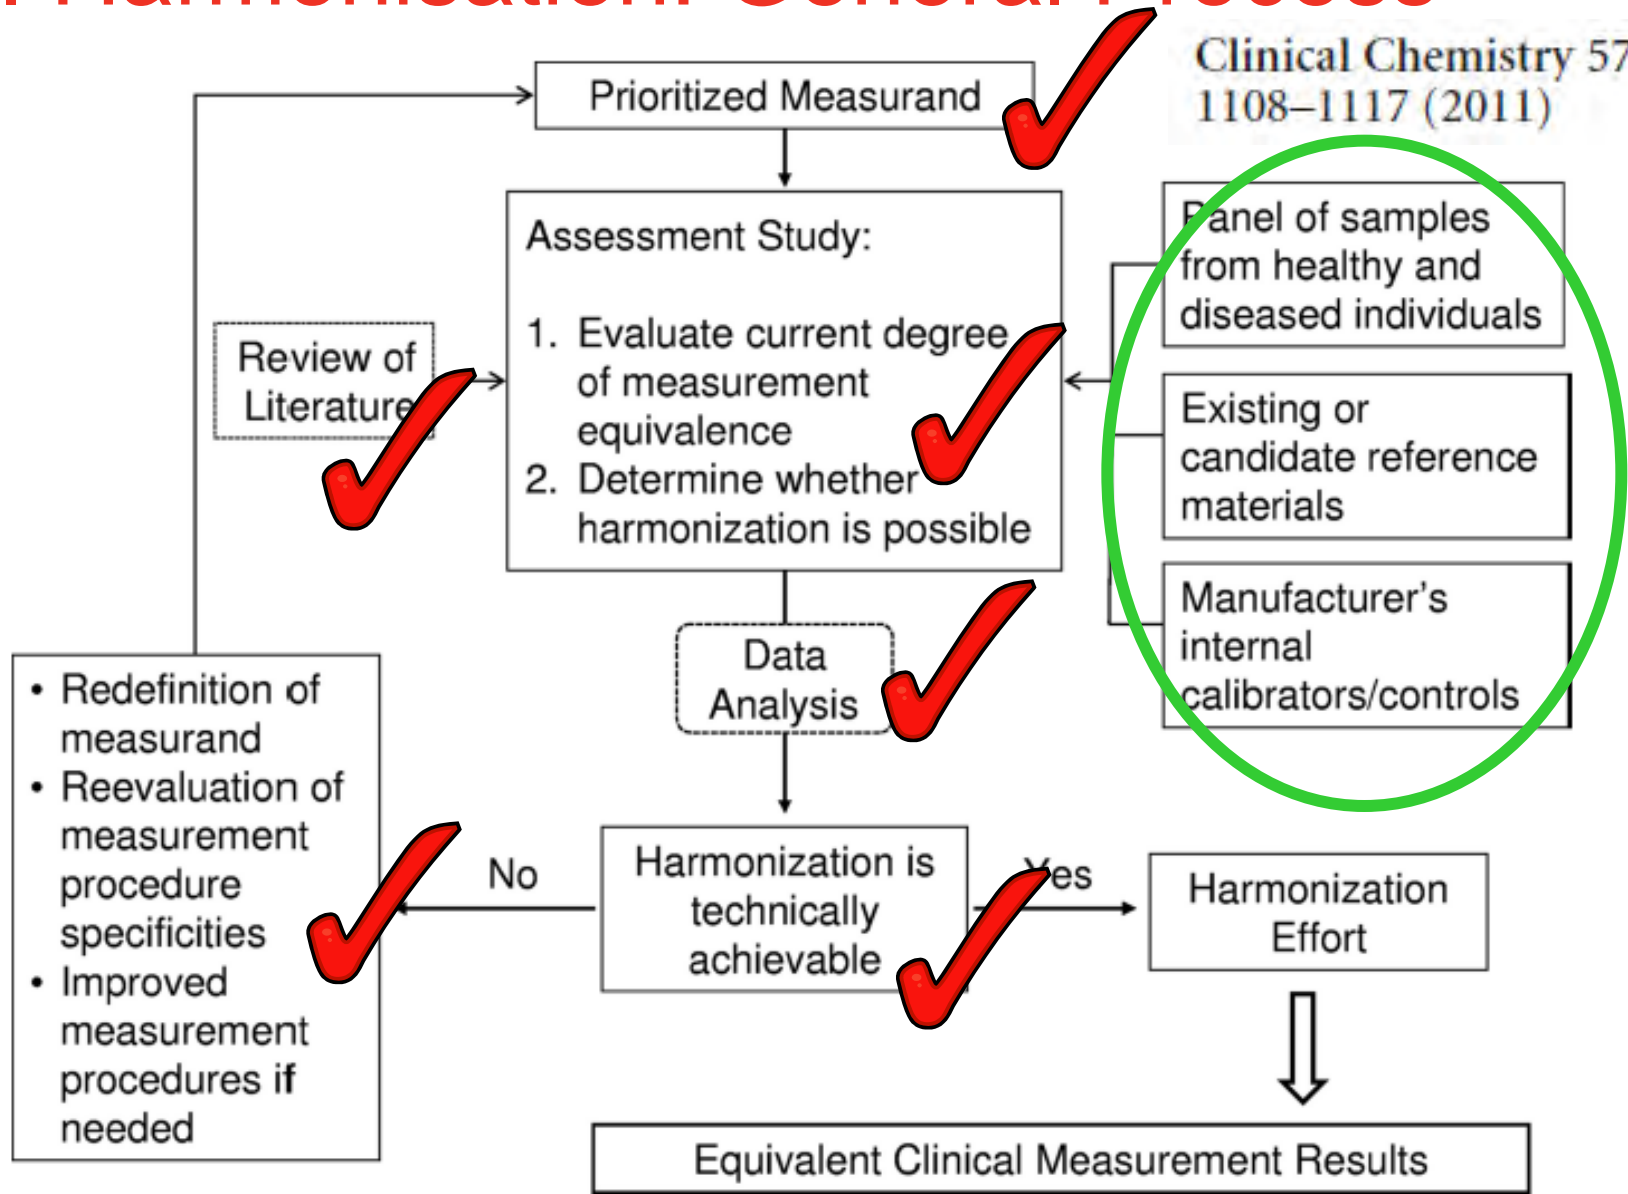 Harmonisation: General Process
Clinical Chemistry 57
1108–1117 (2011)
Prioritized Measurand
Assessment Study:
1. Evaluate current degree
of measurement
equivalence
2. Determine whether
harmonization is possible
Review of
Literature
Panel of samples
from healthy and
diseased individuals
Existing or
candidate reference
materials
Manufacturer’s
internal
calibrators/controls
Data
Analysis
• Redefinition of
measurand
• Reevaluation of
measurement
procedure
specificities
• Improved
measurement
procedures if
needed
No
Harmonization is
technically
achievable
Yes
Harmonization
Effort
Equivalent Clinical Measurement Results